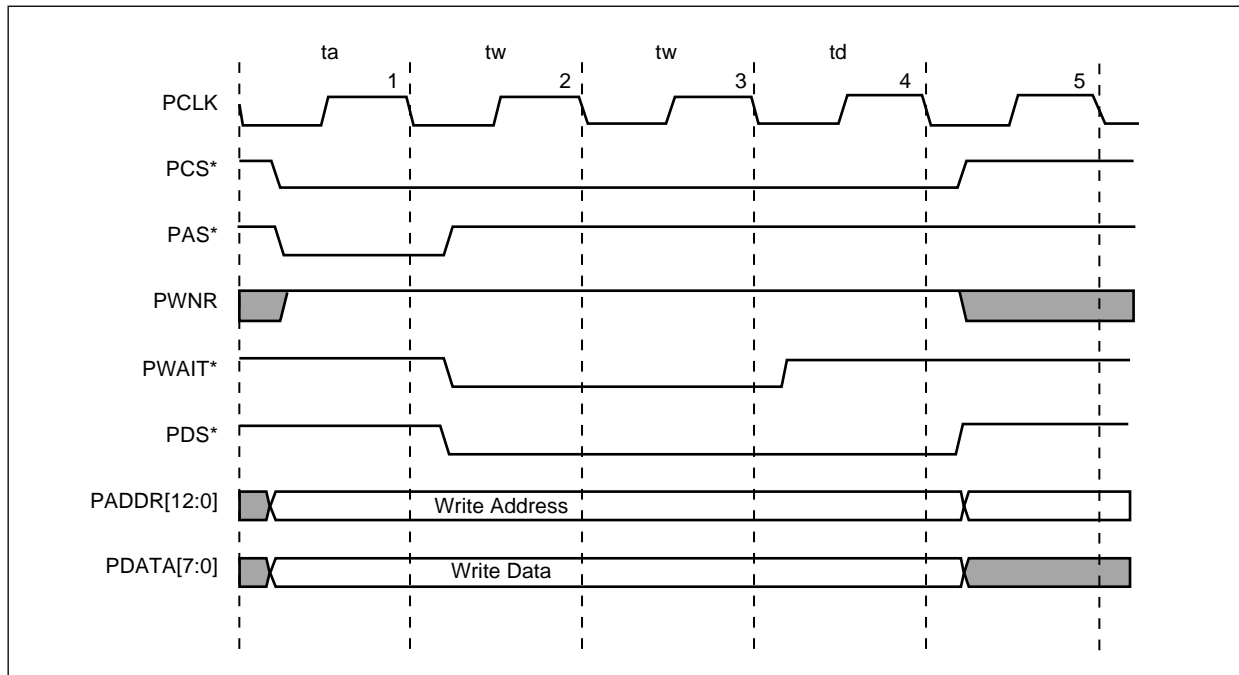 ta tw tw td
1 2 3 4 5
PCLK
PCS*
PAS*
PWNR
PWAIT*
PDS*
PADDR[12:0] Write Address
PDATA[7:0] Write Data